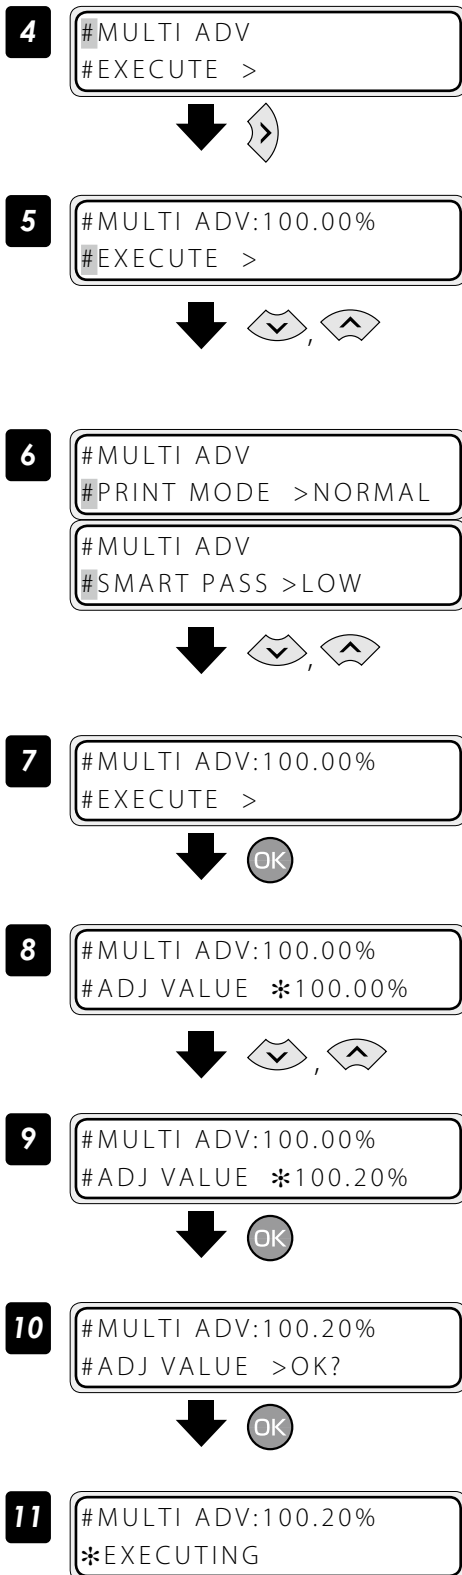 4
#MULTI ADV
#EXECUTE >
5
#MULTI ADV:100.00%
#EXECUTE >
,
6
#MULTI ADV
#PRINT MODE >NORMAL
#MULTI ADV
#SMART PASS >LOW
,
7
#MULTI ADV:100.00%
#EXECUTE >
OK
8
#MULTI ADV:100.00%
#ADJ VALUE *100.00%
,
9
#MULTI ADV:100.00%
#ADJ VALUE *100.20%
OK
10
#MULTI ADV:100.20%
#ADJ VALUE >OK?
OK
11
#MULTI ADV:100.20%
*EXECUTING